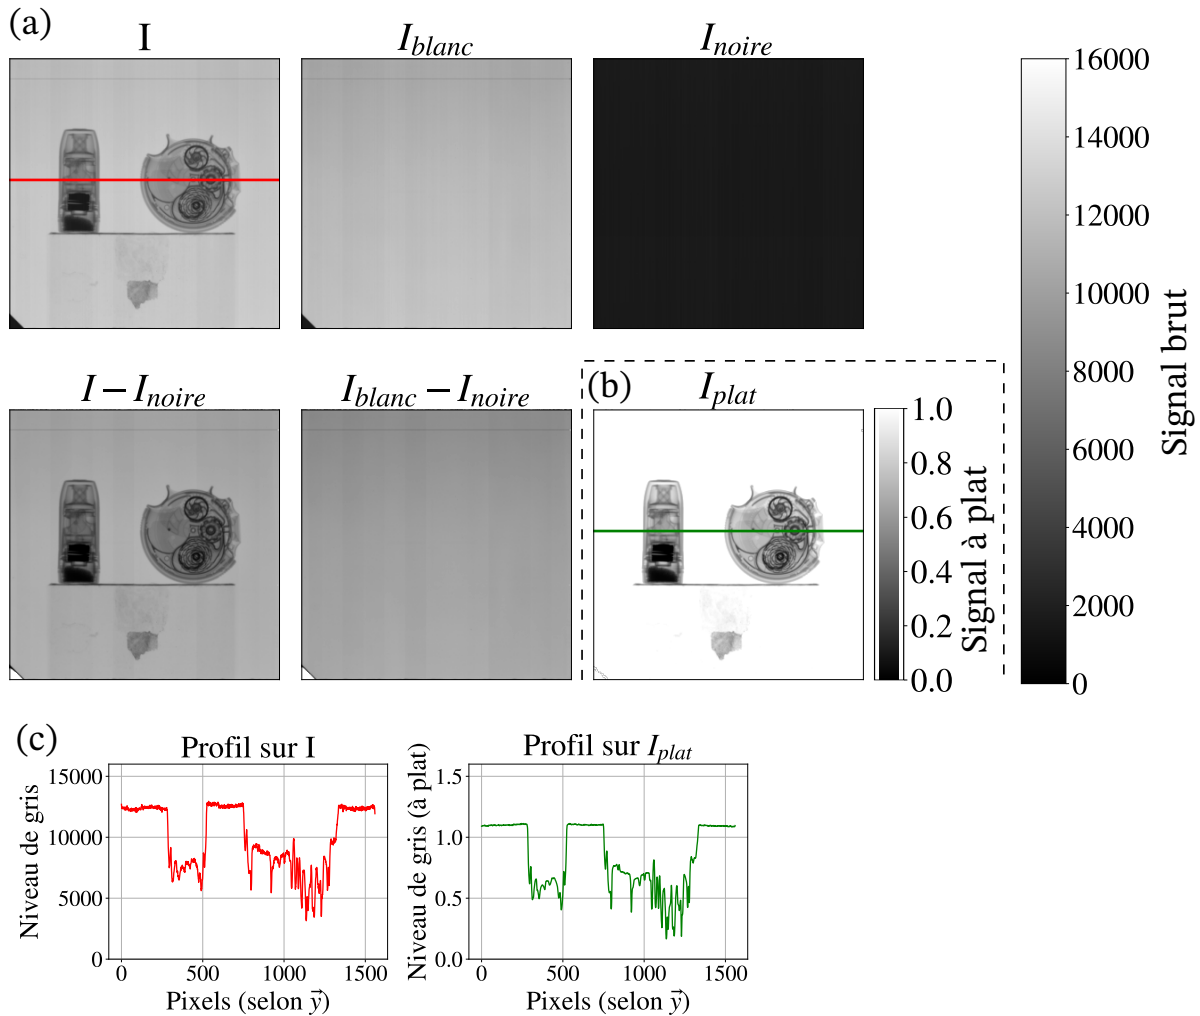 (a)
I
I_blanc
I_noire
16000
14000
12000
10000
8000
6000
4000
2000
0
Signal brut
I − I_noire
I_blanc − I_noire
(b)
I_plat
1.0
0.8
0.6
0.4
0.2
0.0
Signal à plat
(c)
Profil sur I
15000
10000
5000
0
Niveau de gris
0 500 1000 1500
Pixels (selon y⃗)
Profil sur I_plat
1.5
1.0
0.5
0.0
Niveau de gris (à plat)
0 500 1000 1500
Pixels (selon y⃗)